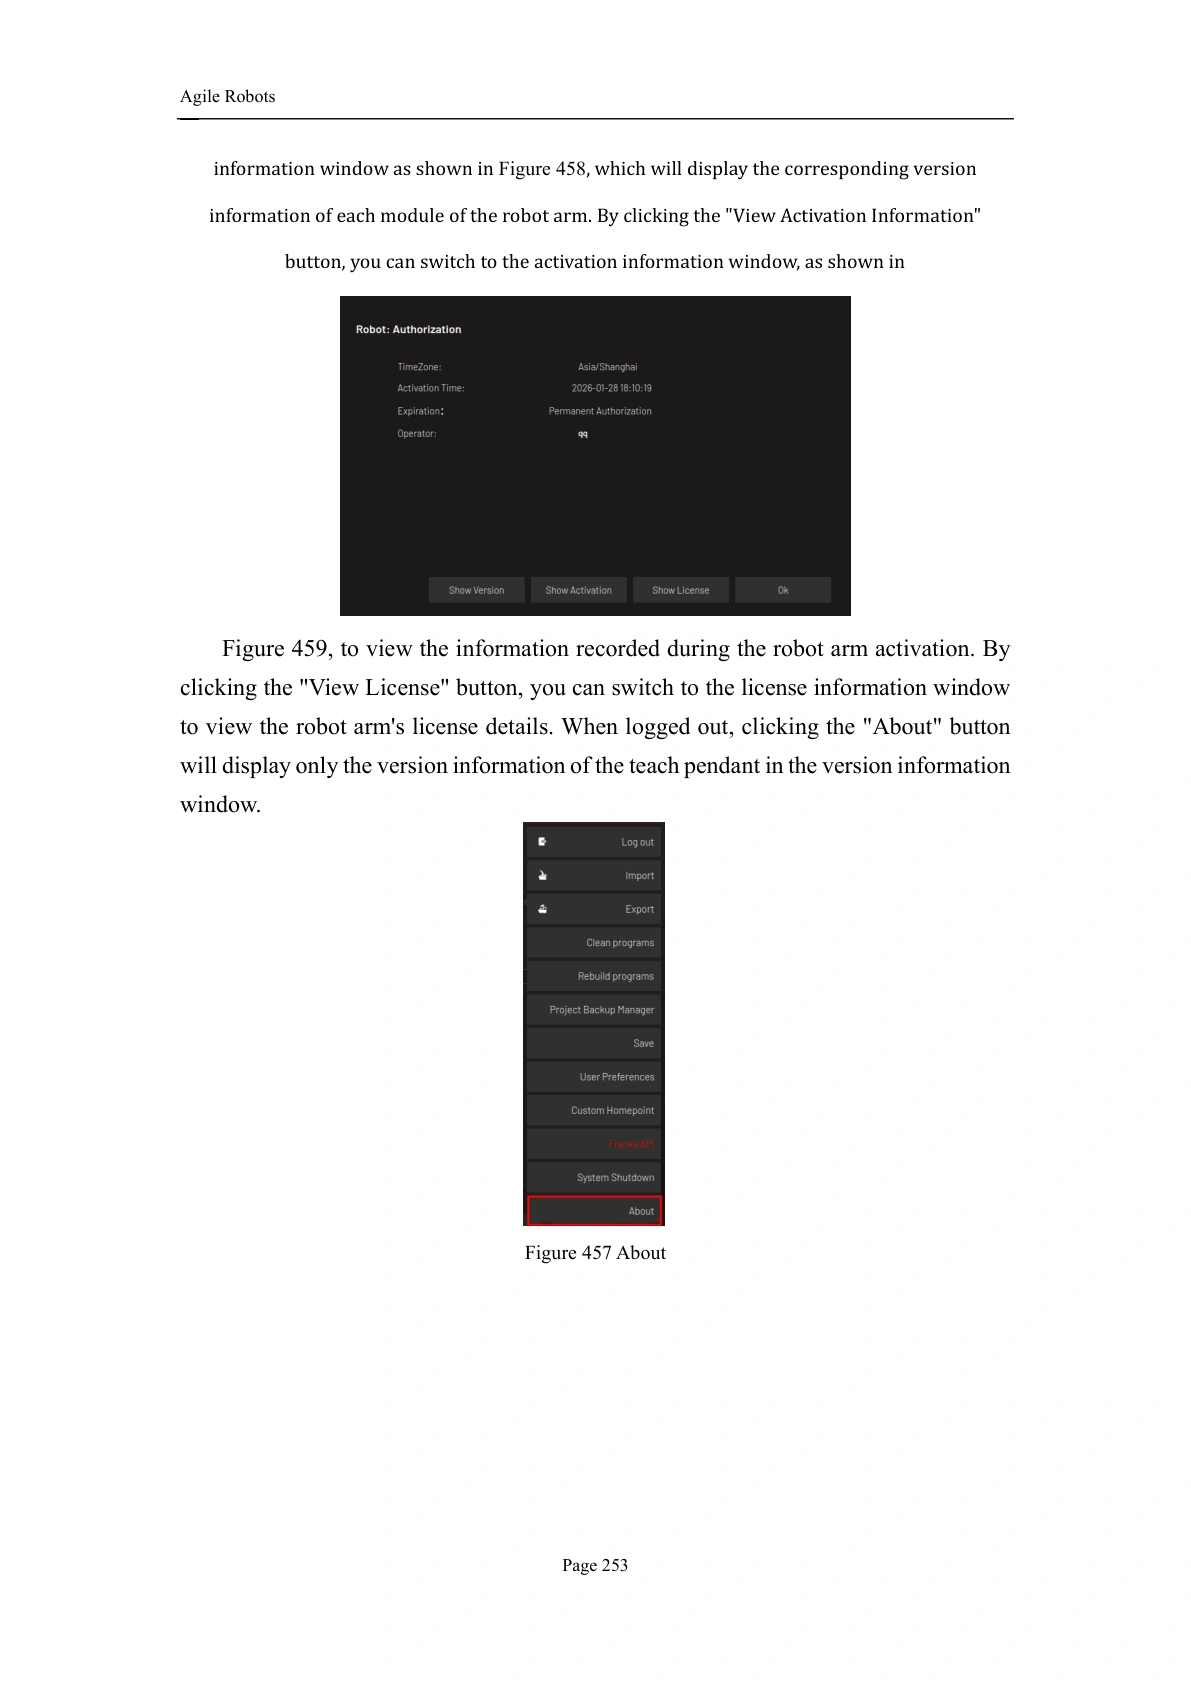 Agile Robots
information window as shown in Figure 458, which will display the corresponding version
information of each module of the robot arm. By clicking the "View Activation Information"
button, you can switch to the activation information window, as shown in
Robot: Authorization
TimeZone: Asia/Shanghai
Activation Time: 2026-01-28 18:10:19
Expiration: Permanent Authorization
Operator: qq
Show Version Show Activation Show License Ok
Figure 459, to view the information recorded during the robot arm activation. By
clicking the "View License" button, you can switch to the license information window
to view the robot arm's license details. When logged out, clicking the "About" button
will display only the version information of the teach pendant in the version information
window.
Log out
Import
Export
Clean programs
Rebuild programs
Project Backup Manager
Save
User Preferences
Custom Homepoint
Franka API
System Shutdown
About
Figure 457 About
Page 253